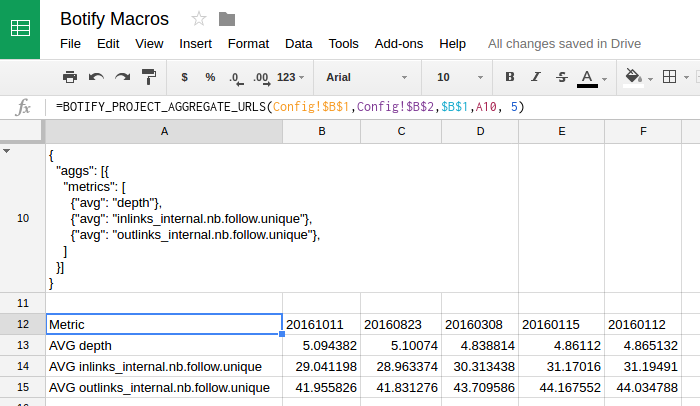 Botify Macros
File Edit View Insert Format Data Tools Add-ons Help All changes saved in Drive
$ % .0 .00 123 Arial 10 B I S A
fx =BOTIFY_PROJECT_AGGREGATE_URLS(Config!$B$1,Config!$B$2,$B$1,A10, 5)
A B C D E F
10
{
"aggs": [{
"metrics": [
{"avg": "depth"},
{"avg": "inlinks_internal.nb.follow.unique"},
{"avg": "outlinks_internal.nb.follow.unique"},
]
}]
}
11
12 Metric 20161011 20160823 20160308 20160115 20160112
13 AVG depth 5.094382 5.10074 4.838814 4.86112 4.865132
14 AVG inlinks_internal.nb.follow.unique 29.041198 28.963374 30.313438 31.17016 31.19491
15 AVG outlinks_internal.nb.follow.unique 41.955826 41.831276 43.709586 44.167552 44.034788